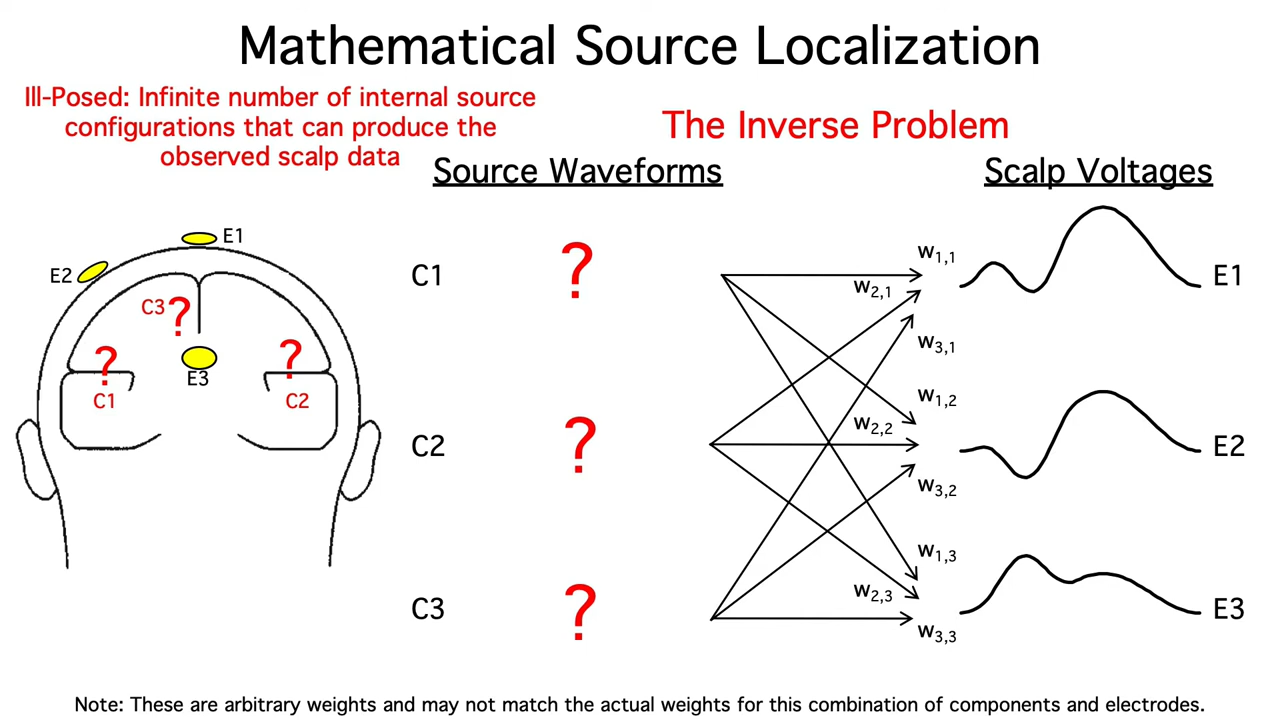 Mathematical Source Localization
Ill-Posed: Infinite number of internal source
configurations that can produce the
observed scalp data
The Inverse Problem
Source Waveforms
Scalp Voltages
E1
E2
C3 ?
?
?
E3
C1
C2
C1
?
w1,1
w2,1
w3,1
E1
C2
?
w1,2
w2,2
w3,2
E2
C3
?
w1,3
w2,3
w3,3
E3
Note: These are arbitrary weights and may not match the actual weights for this combination of components and electrodes.